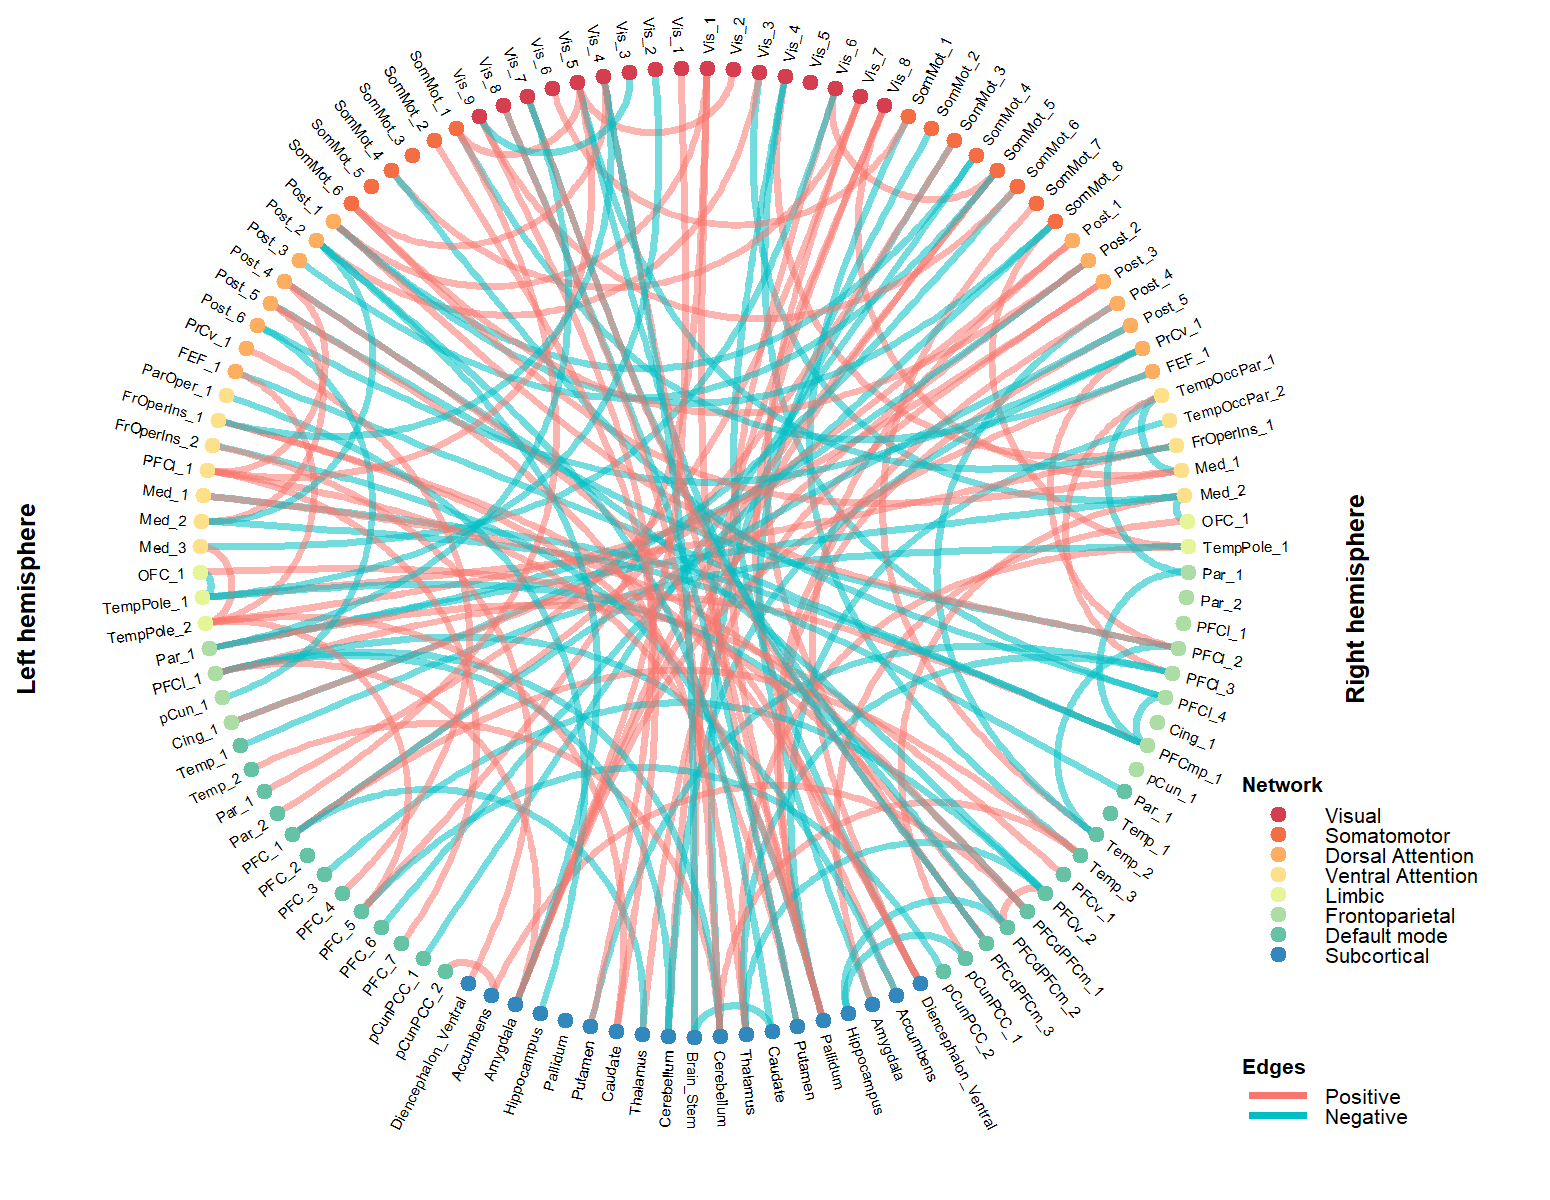 Left hemisphere
Vis_1
Vis_2
Vis_3
Vis_4
Vis_5
Vis_6
Vis_7
Vis_8
Vis_9
SomMot_1
SomMot_2
SomMot_3
SomMot_4
SomMot_5
SomMot_6
Post_1
Post_2
Post_3
Post_4
Post_5
Post_6
PrCv_1
FEF_1
ParOper_1
FrOperIns_1
FrOperIns_2
PFCl_1
Med_1
Med_2
Med_3
OFC_1
TempPole_1
TempPole_2
Par_1
PFCl_1
pCun_1
Cing_1
Temp_1
Temp_2
Par_1
Par_2
PFC_1
PFC_2
PFC_3
PFC_4
PFC_5
PFC_6
PFC_7
pCunPCC_1
pCunPCC_2
Diencephalon_Ventral
Accumbens
Amygdala
Hippocampus
Pallidum
Putamen
Caudate
Thalamus
Cerebellum
Brain_Stem
Vis_1
Vis_2
Vis_3
Vis_4
Vis_5
Vis_6
Vis_7
Vis_8
SomMot_1
SomMot_2
SomMot_3
SomMot_4
SomMot_5
SomMot_6
SomMot_7
SomMot_8
Post_1
Post_2
Post_3
Post_4
Post_5
PrCv_1
FEF_1
TempOccPar_1
TempOccPar_2
FrOperIns_1
Med_1
Med_2
OFC_1
TempPole_1
Par_1
Par_2
PFCl_1
PFCl_2
PFCl_3
PFCl_4
Cing_1
PFCmp_1
pCun_1
Par_1
Temp_1
Temp_2
Temp_3
PFCv_1
PFCv_2
PFCdPFCm_1
PFCdPFCm_2
PFCdPFCm_3
pCunPCC_1
pCunPCC_2
Diencephalon_Ventral
Accumbens
Amygdala
Hippocampus
Pallidum
Putamen
Caudate
Thalamus
Cerebellum
Right hemisphere
Network
Visual
Somatomotor
Dorsal Attention
Ventral Attention
Limbic
Frontoparietal
Default mode
Subcortical
Edges
Positive
Negative